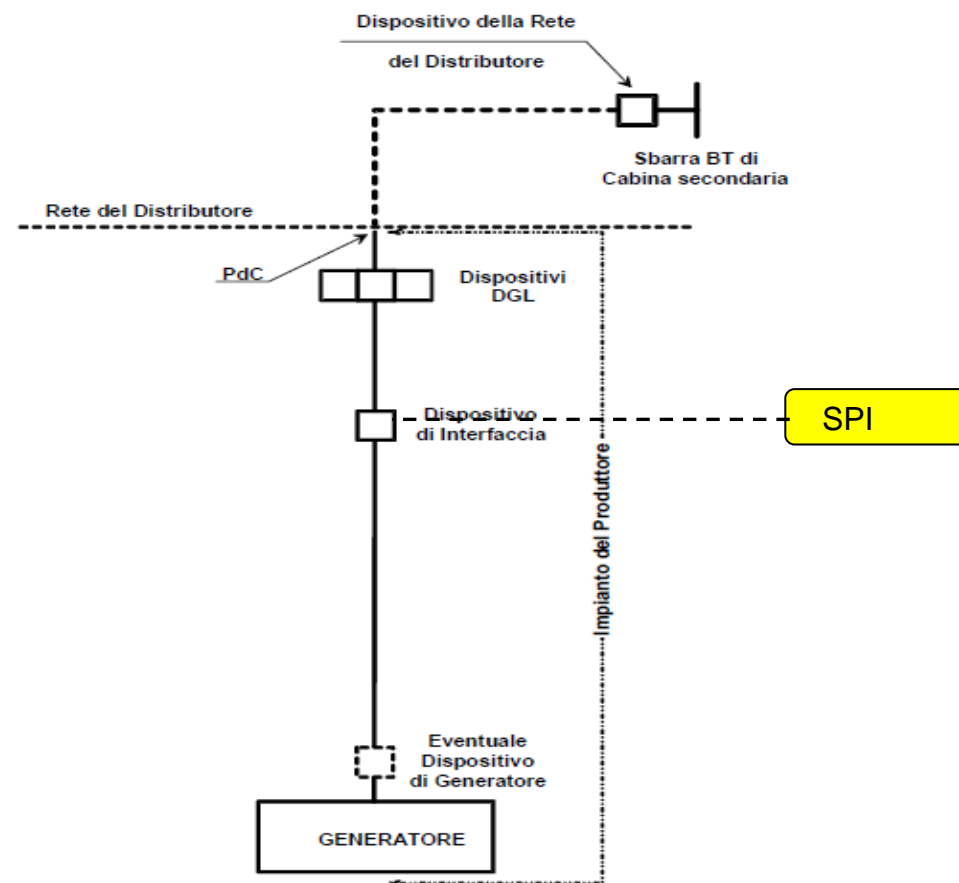 Dispositivo della Rete
del Distributore
Sbarra BT di
Cabina secondaria
Rete del Distributore
PdC
Dispositivi
DGL
Dispositivo
di Interfaccia
SPI
Impianto del Produttore
Eventuale
Dispositivo
di Generatore
GENERATORE